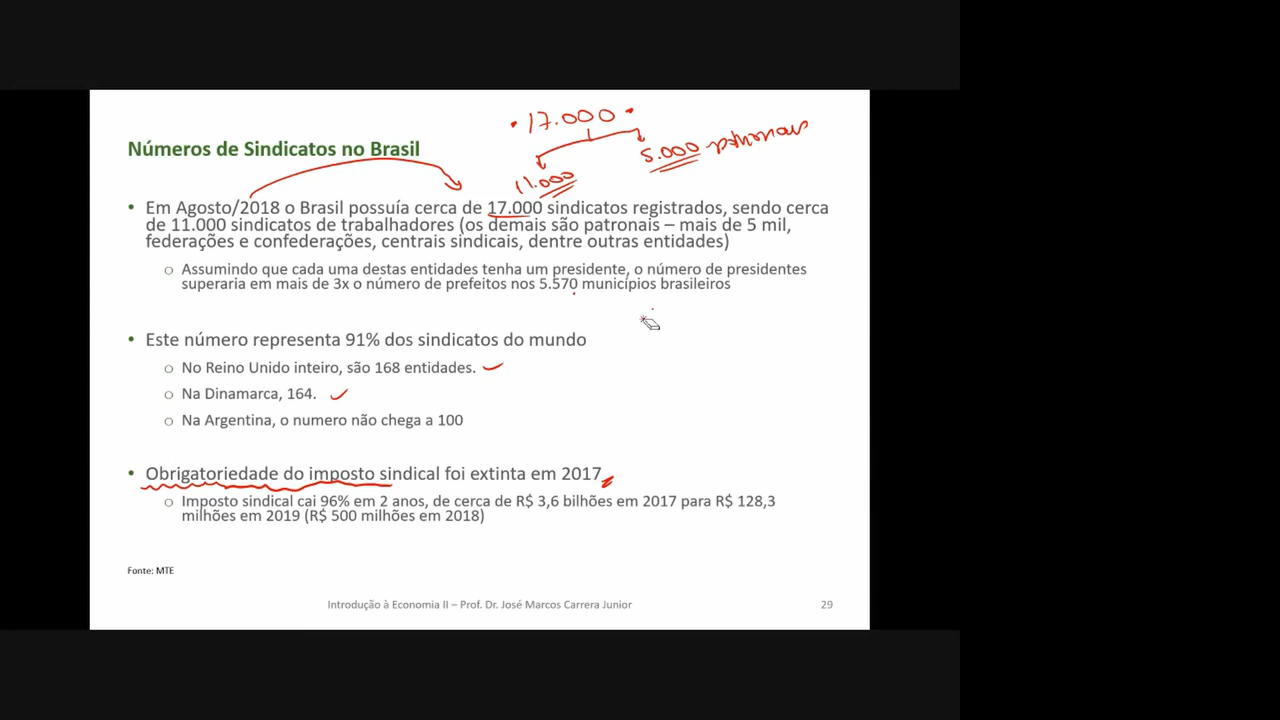 • 17.000 •
Números de Sindicatos no Brasil
5.000 patronais
11.000
• Em Agosto/2018 o Brasil possuía cerca de 17.000 sindicatos registrados, sendo cerca
de 11.000 sindicatos de trabalhadores (os demais são patronais – mais de 5 mil,
federações e confederações, centrais sindicais, dentre outras entidades)
○ Assumindo que cada uma destas entidades tenha um presidente, o número de presidentes
superaria em mais de 3x o número de prefeitos nos 5.570 municípios brasileiros
• Este número representa 91% dos sindicatos do mundo
○ No Reino Unido inteiro, são 168 entidades.
○ Na Dinamarca, 164.
○ Na Argentina, o numero não chega a 100
• Obrigatoriedade do imposto sindical foi extinta em 2017
○ Imposto sindical cai 96% em 2 anos, de cerca de R$ 3,6 bilhões em 2017 para R$ 128,3
milhões em 2019 (R$ 500 milhões em 2018)
Fonte: MTE
Introdução à Economia II – Prof. Dr. José Marcos Carrera Junior
29